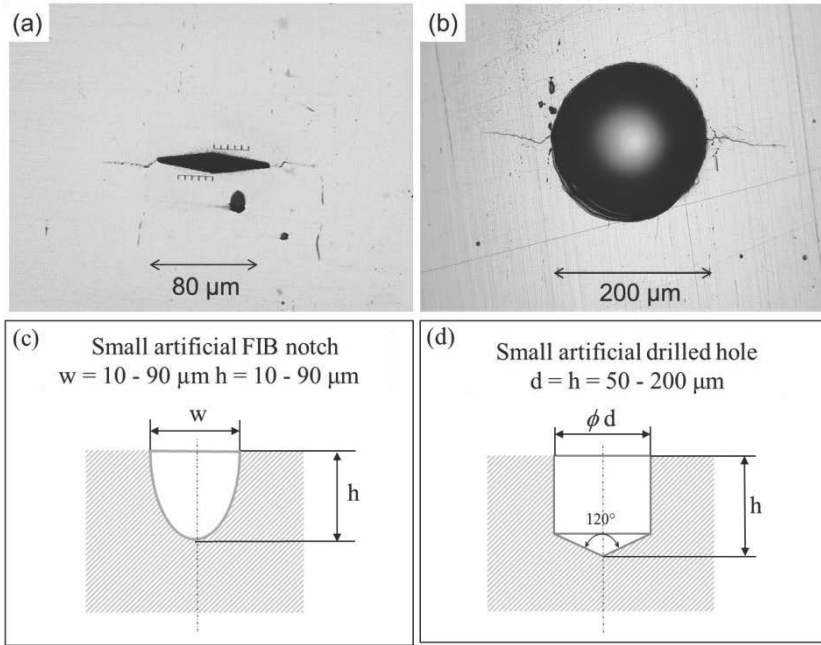 (a)
80 μm
(b)
200 μm
(c)
Small artificial FIB notch
w = 10 - 90 μm h = 10 - 90 μm
w
h
(d)
Small artificial drilled hole
d = h = 50 - 200 μm
ϕ d
120°
h